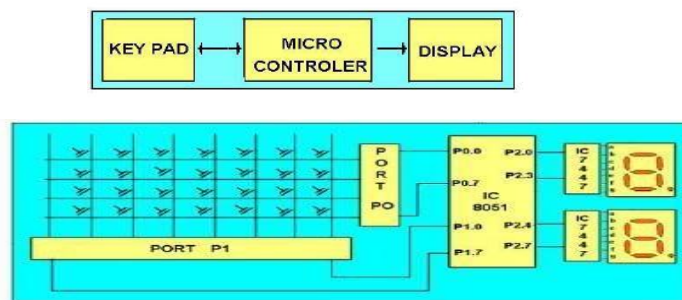 KEY PAD
MICRO
CONTROLER
DISPLAY
PORT PO
P0.0
P0.7
P1.0
P1.7
IC
8051
P2.0
P2.3
P2.4
P2.7
IC
7
4
4
7
IC
7
4
4
7
PORT P1